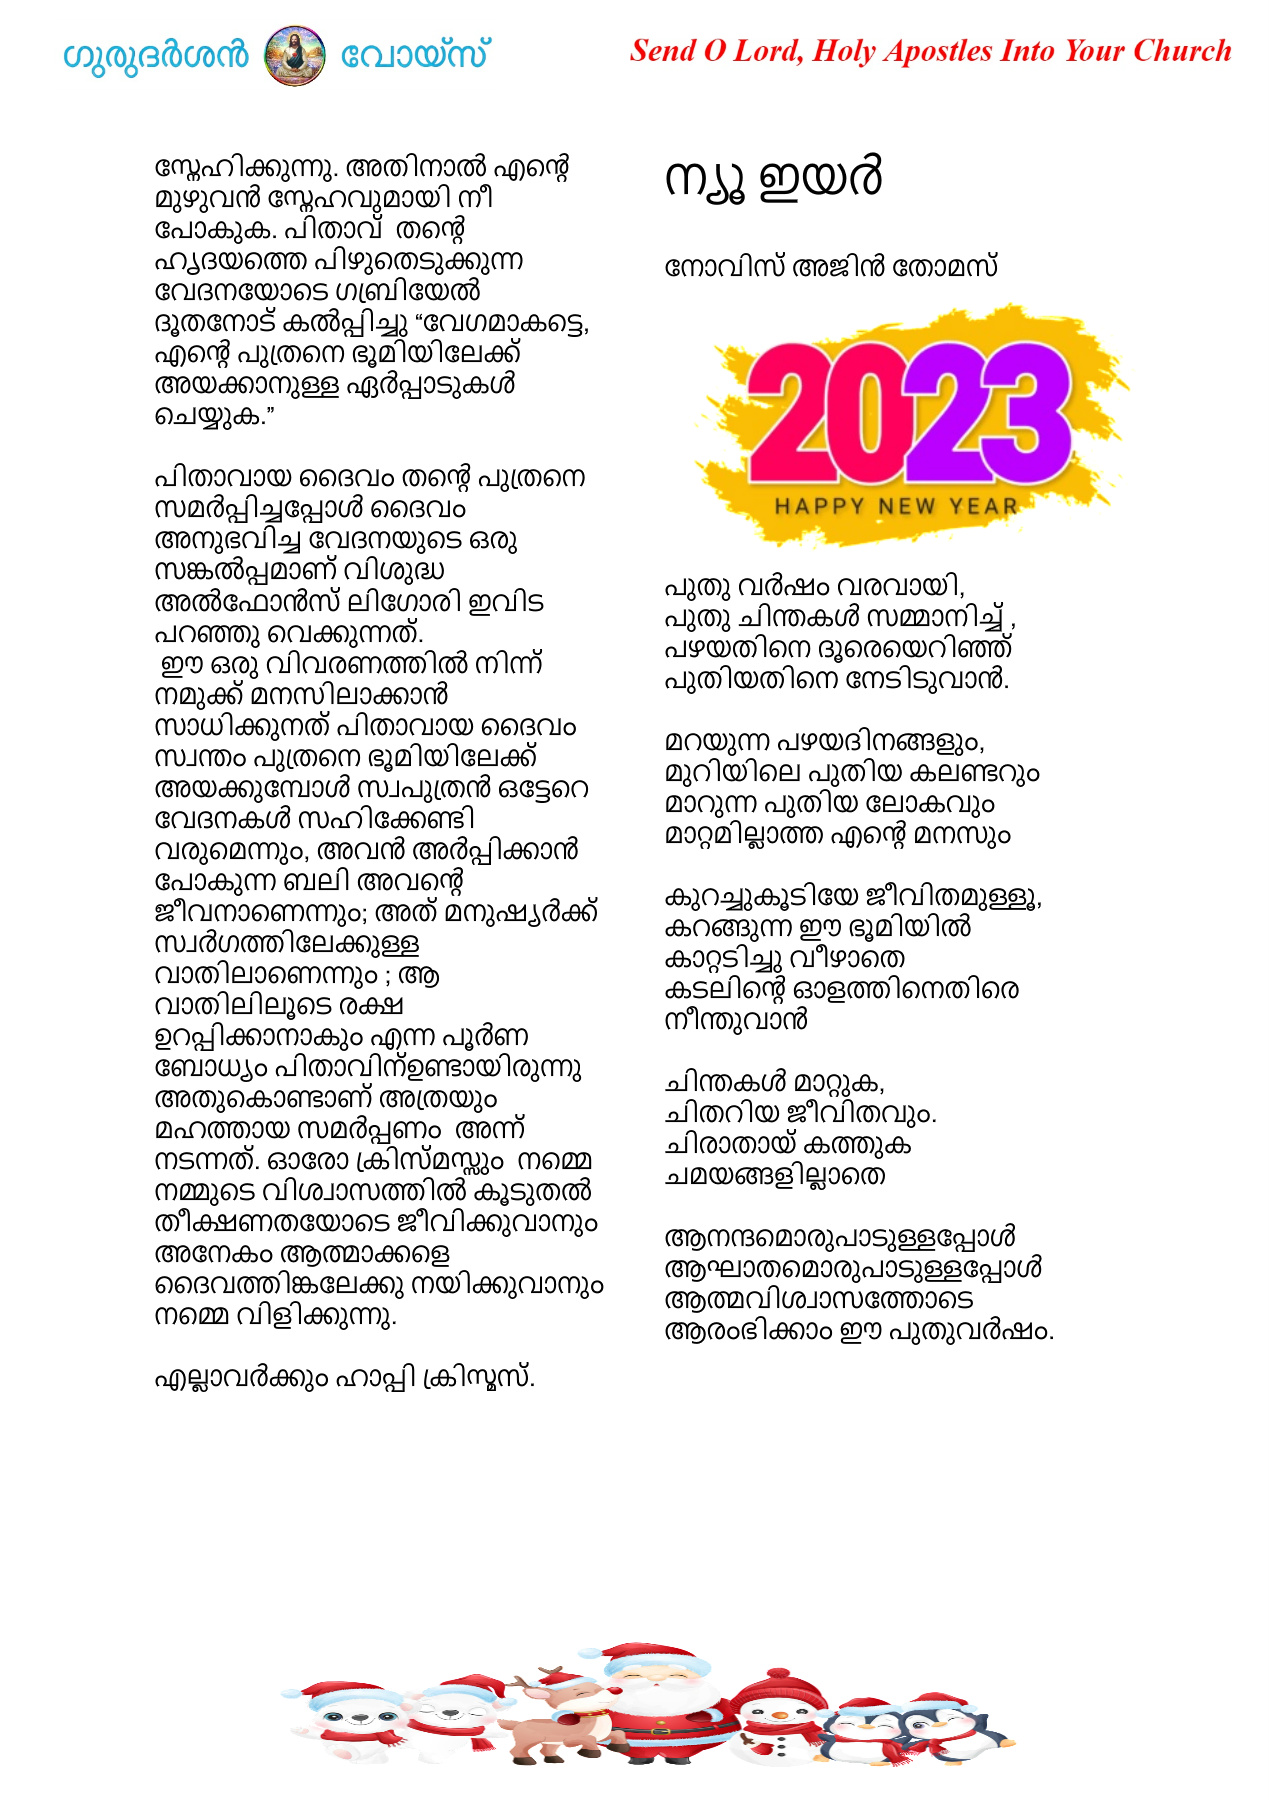 ഗുരുദർശൻ വോയ്സ്
Send O Lord, Holy Apostles Into Your Church
സ്നേഹിക്കുന്നു. അതിനാൽ എന്റെ
മുഴുവൻ സ്നേഹവുമായി നീ
പോകുക. പിതാവ്  തന്റെ
ഹൃദയത്തെ പിഴുതെടുക്കുന്ന
വേദനയോടെ ഗബ്രിയേൽ
ദൂതനോട് കൽപ്പിച്ചു “വേഗമാകട്ടെ,
എന്റെ പുത്രനെ ഭൂമിയിലേക്ക്
അയക്കാനുള്ള ഏർപ്പാടുകൾ
ചെയ്യുക.”
പിതാവായ ദൈവം തന്റെ പുത്രനെ
സമർപ്പിച്ചപ്പോൾ ദൈവം
അനുഭവിച്ച വേദനയുടെ ഒരു
സങ്കൽപ്പമാണ് വിശുദ്ധ
അൽഫോൻസ് ലിഗോരി ഇവിട
പറഞ്ഞു വെക്കുന്നത്.
ഈ ഒരു വിവരണത്തിൽ നിന്ന്
നമുക്ക് മനസിലാക്കാൻ
സാധിക്കുനത് പിതാവായ ദൈവം
സ്വന്തം പുത്രനെ ഭൂമിയിലേക്ക്
അയക്കുമ്പോൾ സ്വപുത്രൻ ഒട്ടേറെ
വേദനകൾ സഹിക്കേണ്ടി
വരുമെന്നും, അവൻ അർപ്പിക്കാൻ
പോകുന്ന ബലി അവന്റെ
ജീവനാണെന്നും; അത് മനുഷ്യർക്ക്
സ്വർഗത്തിലേക്കുള്ള
വാതിലാണെന്നും ; ആ
വാതിലിലൂടെ രക്ഷ
ഉറപ്പിക്കാനാകും എന്ന പൂർണ
ബോധ്യം പിതാവിന്ഉണ്ടായിരുന്നു
അതുകൊണ്ടാണ് അത്രയും
മഹത്തായ സമർപ്പണം  അന്ന്
നടന്നത്. ഓരോ ക്രിസ്മസ്സും  നമ്മെ
നമ്മുടെ വിശ്വാസത്തിൽ കൂടുതൽ
തീക്ഷണതയോടെ ജീവിക്കുവാനും
അനേകം ആത്മാക്കളെ
ദൈവത്തിങ്കലേക്കു നയിക്കുവാനും
നമ്മെ വിളിക്കുന്നു.
എല്ലാവർക്കും ഹാപ്പി ക്രിസ്മസ്.
ന്യൂ ഇയർ
നോവിസ് അജിൻ തോമസ്
2023
HAPPY NEW YEAR
പുതു വർഷം വരവായി,
പുതു ചിന്തകൾ സമ്മാനിച്ച് ,
പഴയതിനെ ദൂരെയെറിഞ്ഞ്
പുതിയതിനെ നേടിടുവാൻ.
മറയുന്ന പഴയദിനങ്ങളും,
മുറിയിലെ പുതിയ കലണ്ടറും
മാറുന്ന പുതിയ ലോകവും
മാറ്റമില്ലാത്ത എന്റെ മനസും
കുറച്ചുകൂടിയേ ജീവിതമുള്ളൂ,
കറങ്ങുന്ന ഈ ഭൂമിയിൽ
കാറ്റടിച്ചു വീഴാതെ
കടലിന്റെ ഓളത്തിനെതിരെ
നീന്തുവാൻ
ചിന്തകൾ മാറ്റുക,
ചിതറിയ ജീവിതവും.
ചിരാതായ് കത്തുക
ചമയങ്ങളില്ലാതെ
ആനന്ദമൊരുപാടുള്ളപ്പോൾ
ആഘാതമൊരുപാടുള്ളപ്പോൾ
ആത്മവിശ്വാസത്തോടെ
ആരംഭിക്കാം ഈ പുതുവർഷം.